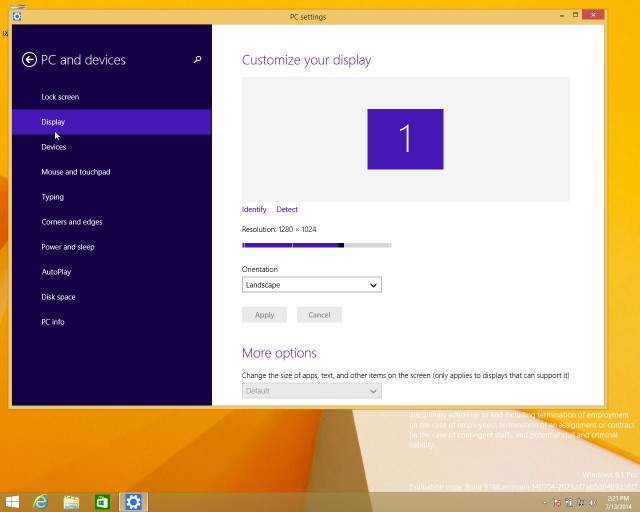 PC settings
PC and devices
Lock screen
Display
Devices
Mouse and touchpad
Typing
Corners and edges
Power and sleep
AutoPlay
Disk space
PC info
Customize your display
1
Identify Detect
Resolution: 1280 × 1024
Orientation
Landscape
Apply Cancel
More options
Change the size of apps, text, and other items on the screen (only applies to displays that can support it)
Default
disciplinary action up to and including termination of employment
(in the case of employees), termination of an assignment or contract
(in the case of contingent staff), and potential civil and criminal
liability.
Windows 8.1 Pro
Evaluation copy. Build
2:21 PM
7/13/2014